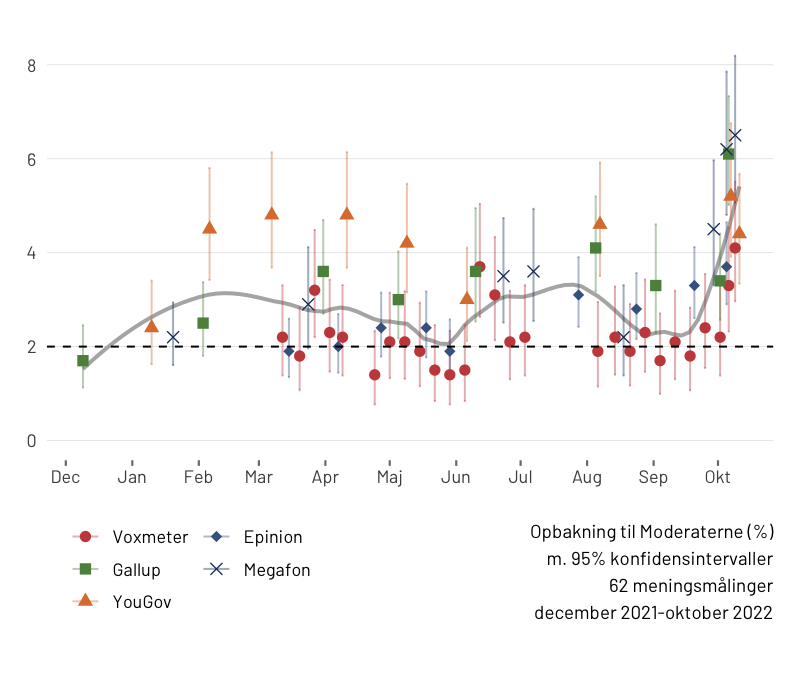 8
6
4
2
0
Dec Jan Feb Mar Apr Maj Jun Jul Aug Sep Okt
Voxmeter Epinion
Gallup Megafon
YouGov
Opbakning til Moderaterne (%)
m. 95% konfidensintervaller
62 meningsmålinger
december 2021-oktober 2022